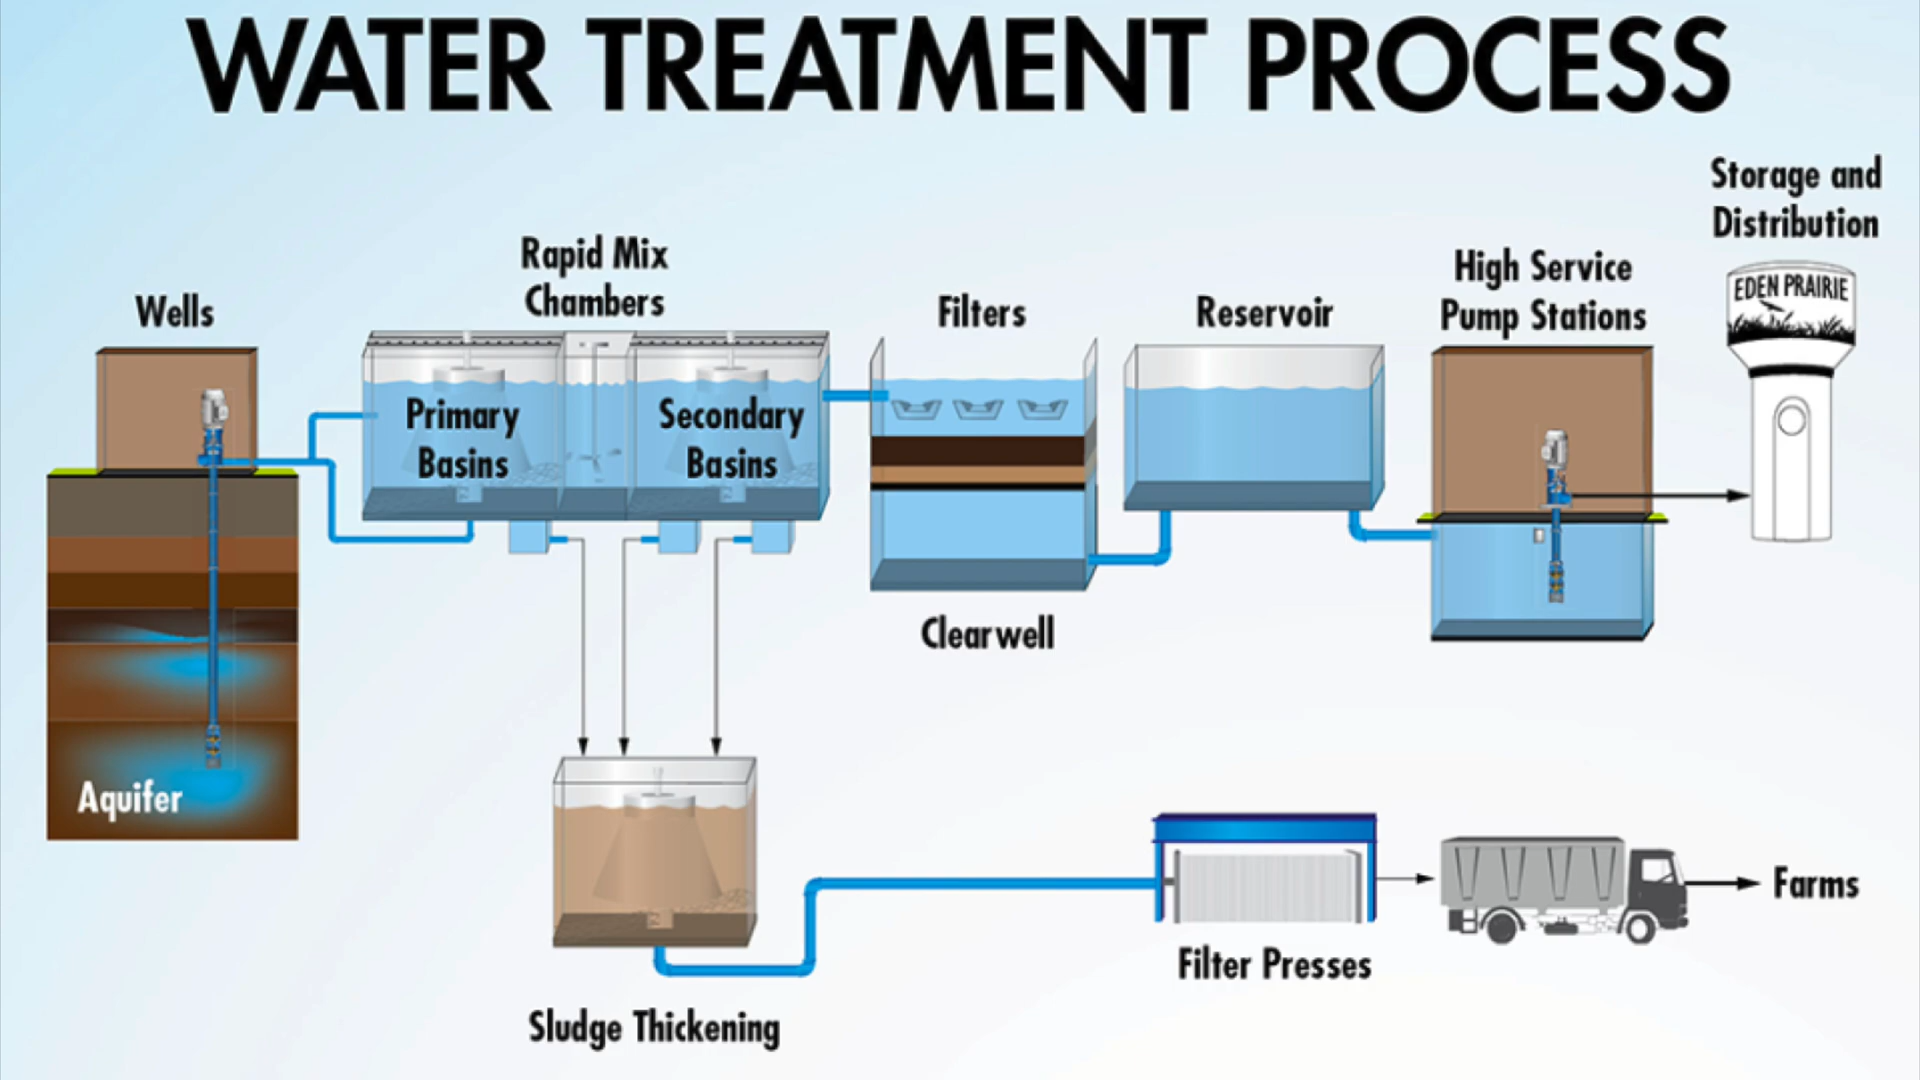 WATER TREATMENT PROCESS
Storage and
Distribution
Rapid Mix
Chambers
High Service
Pump Stations
Wells
Filters
Reservoir
EDEN PRAIRIE
Primary
Basins
Secondary
Basins
Clearwell
Aquifer
Farms
Filter Presses
Sludge Thickening